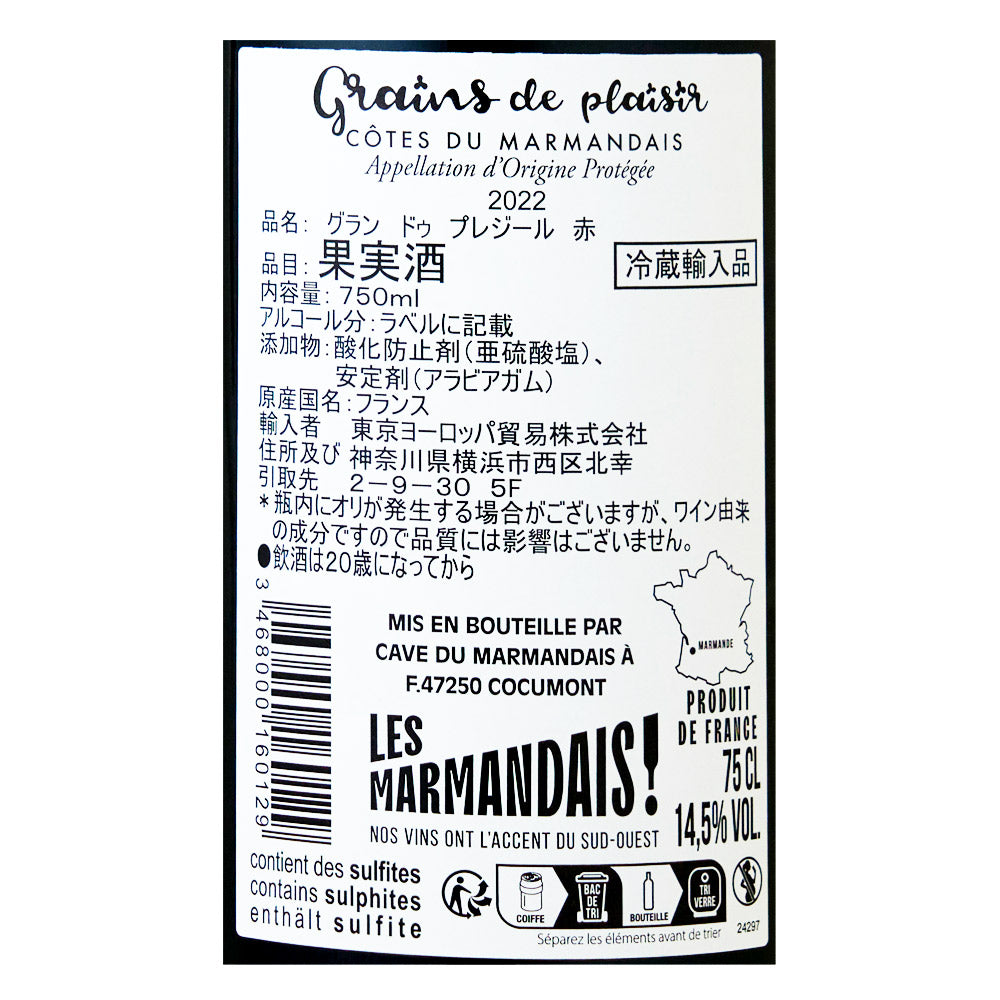 Grains de plaisir
CÔTES DU MARMANDAIS
Appellation d'Origine Protégée
2022
品名： グラン ドゥ プレジール 赤
品目：果実酒
冷蔵輸入品
内容量：750ml
アルコール分：ラベルに記載
添加物：酸化防止剤（亜硫酸塩）、
安定剤（アラビアガム）
原産国名：フランス
輸入者 東京ヨーロッパ貿易株式会社
住所及び 神奈川県横浜市西区北幸
引取先 2－9－30 5F
＊瓶内にオリが発生する場合がございますが、ワイン由来
の成分ですので品質には影響はございません。
●飲酒は20歳になってから
3 468000 160129
MIS EN BOUTEILLE PAR
CAVE DU MARMANDAIS À
F.47250 COCUMONT
MARMANDE
PRODUIT
DE FRANCE
75 CL
14,5% VOL.
LES
MARMANDAIS!
NOS VINS ONT L'ACCENT DU SUD-OUEST
contient des sulfites
contains sulphites
enthält sulfite
COIFFE
BAC
DE
TRI
BOUTEILLE
TRI
VERRE
Séparez les éléments avant de trier
24297